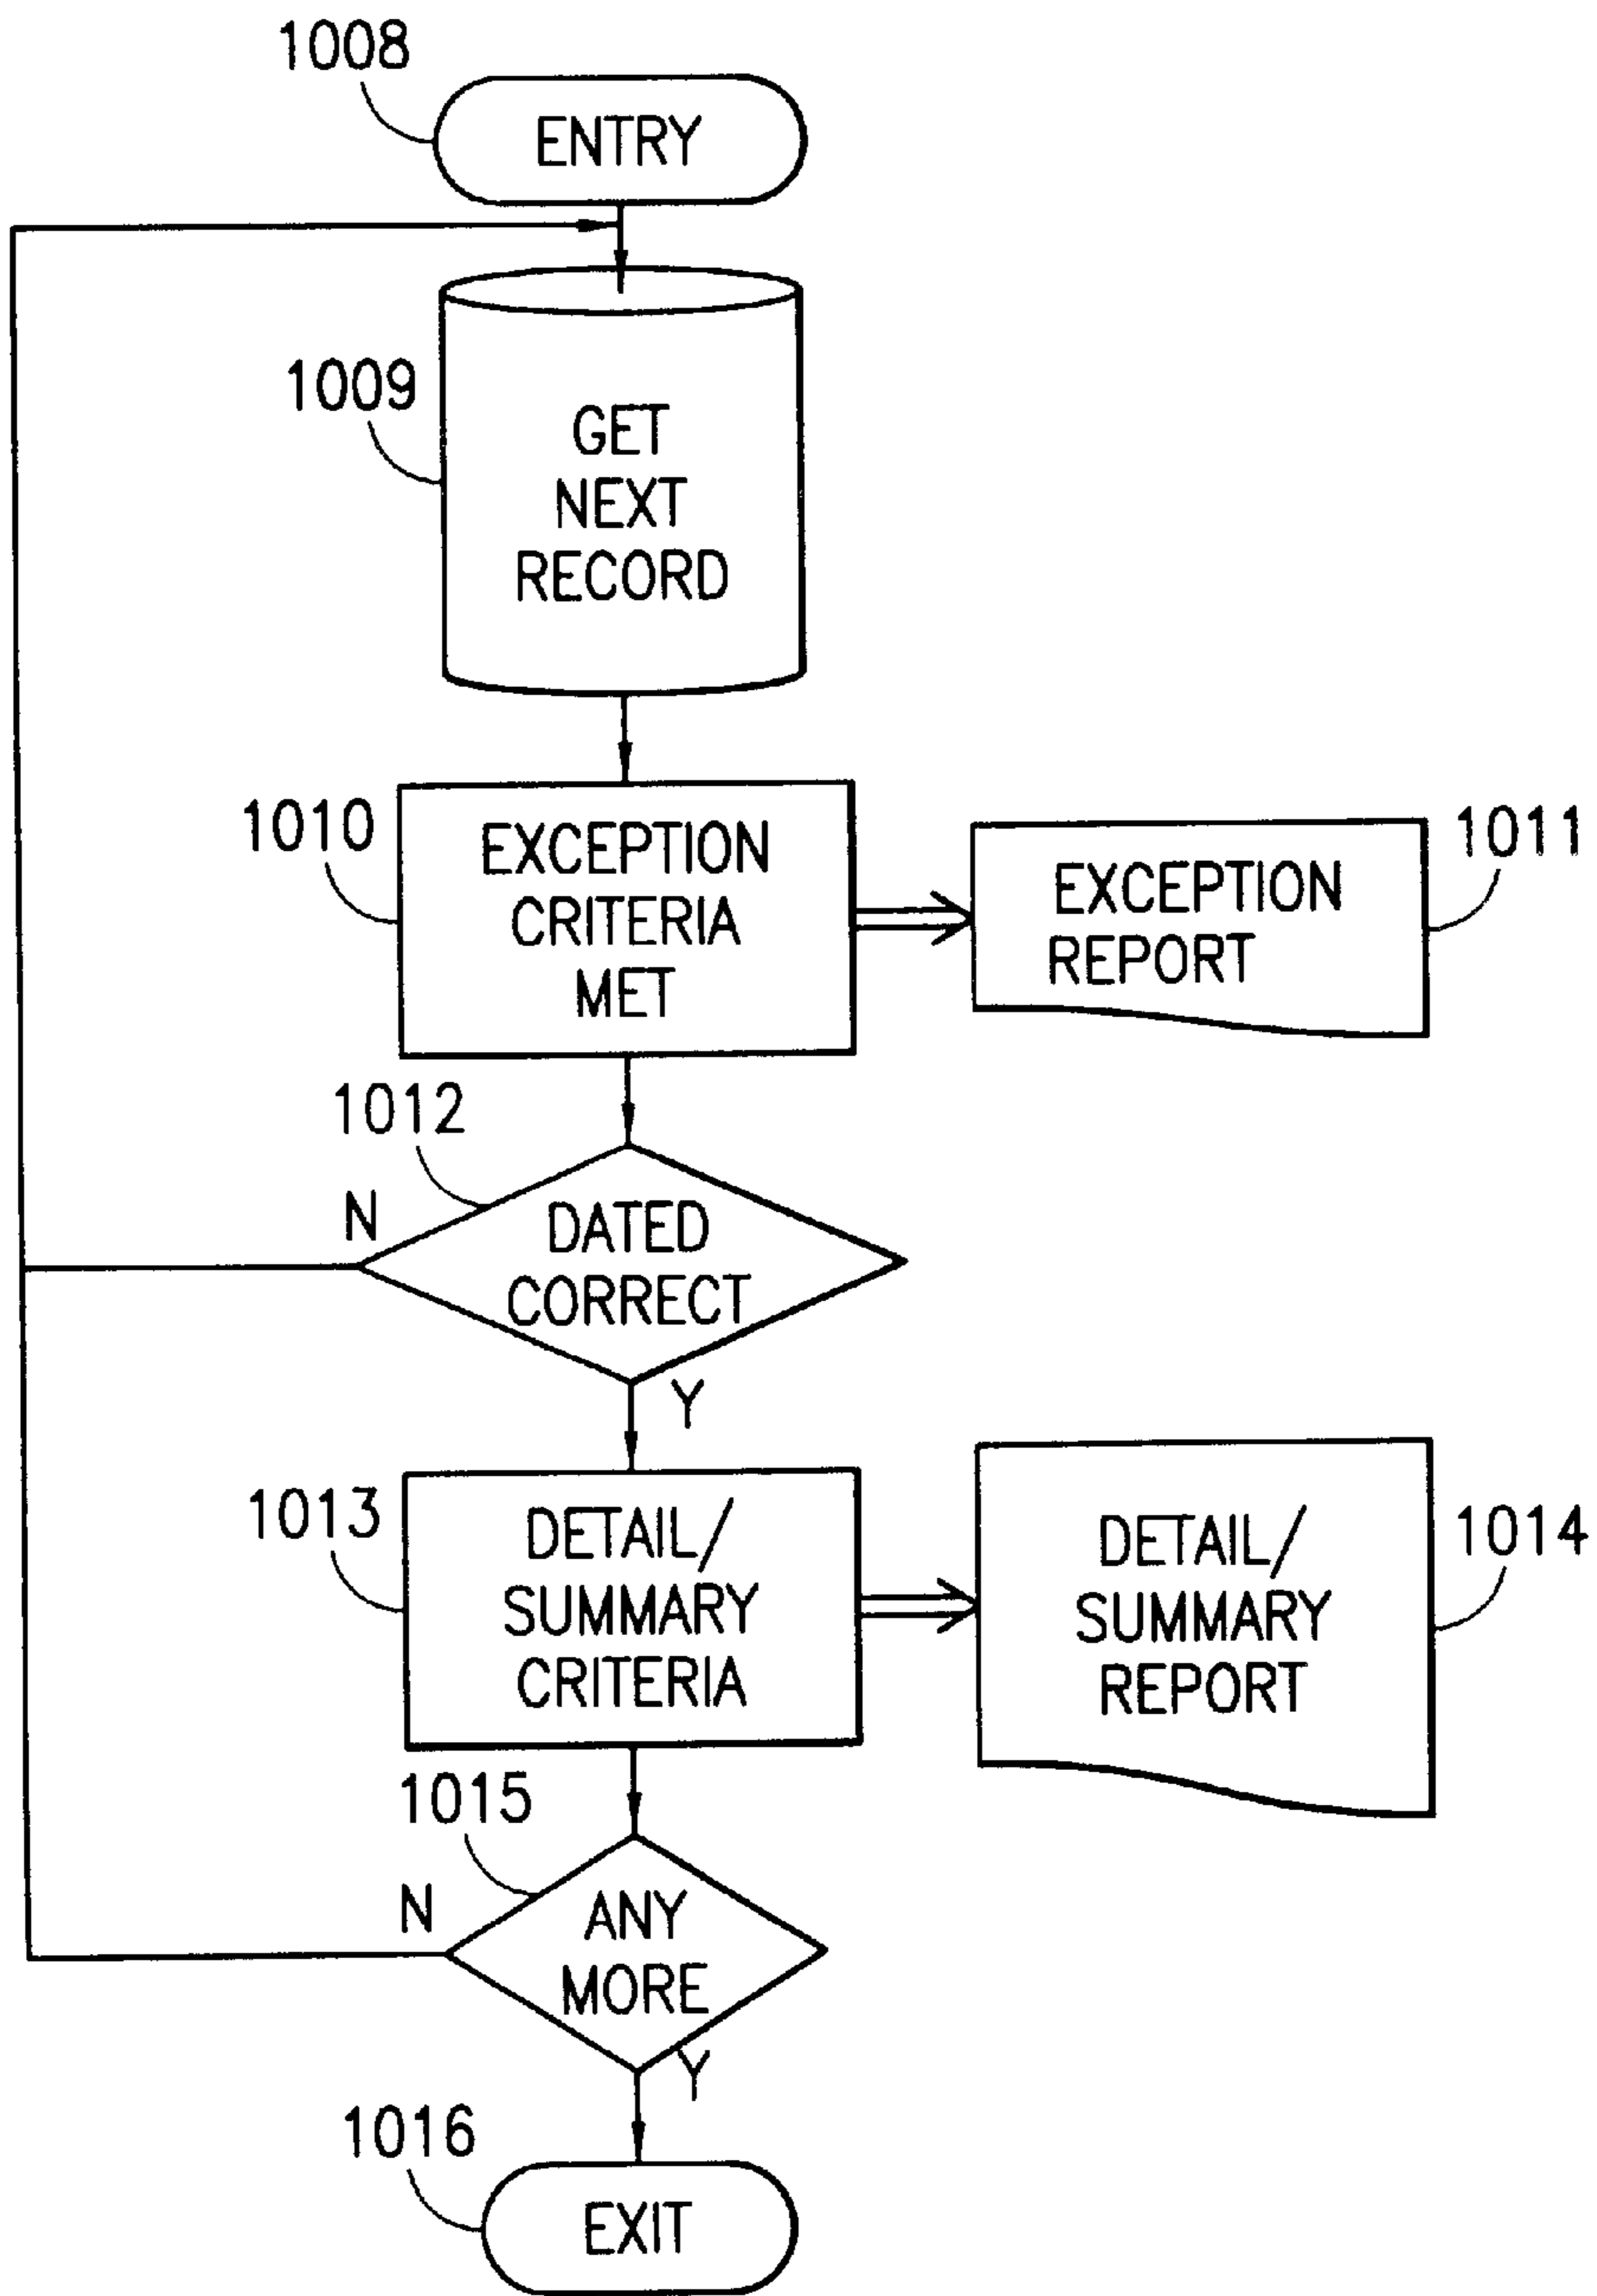 1008
ENTRY
1009
GET
NEXT
RECORD
1010
EXCEPTION
CRITERIA
MET
1011
EXCEPTION
REPORT
1012
N
DATED
CORRECT
Y
1013
DETAIL/
SUMMARY
CRITERIA
1014
DETAIL/
SUMMARY
REPORT
1015
N
ANY
MORE
Y
1016
EXIT